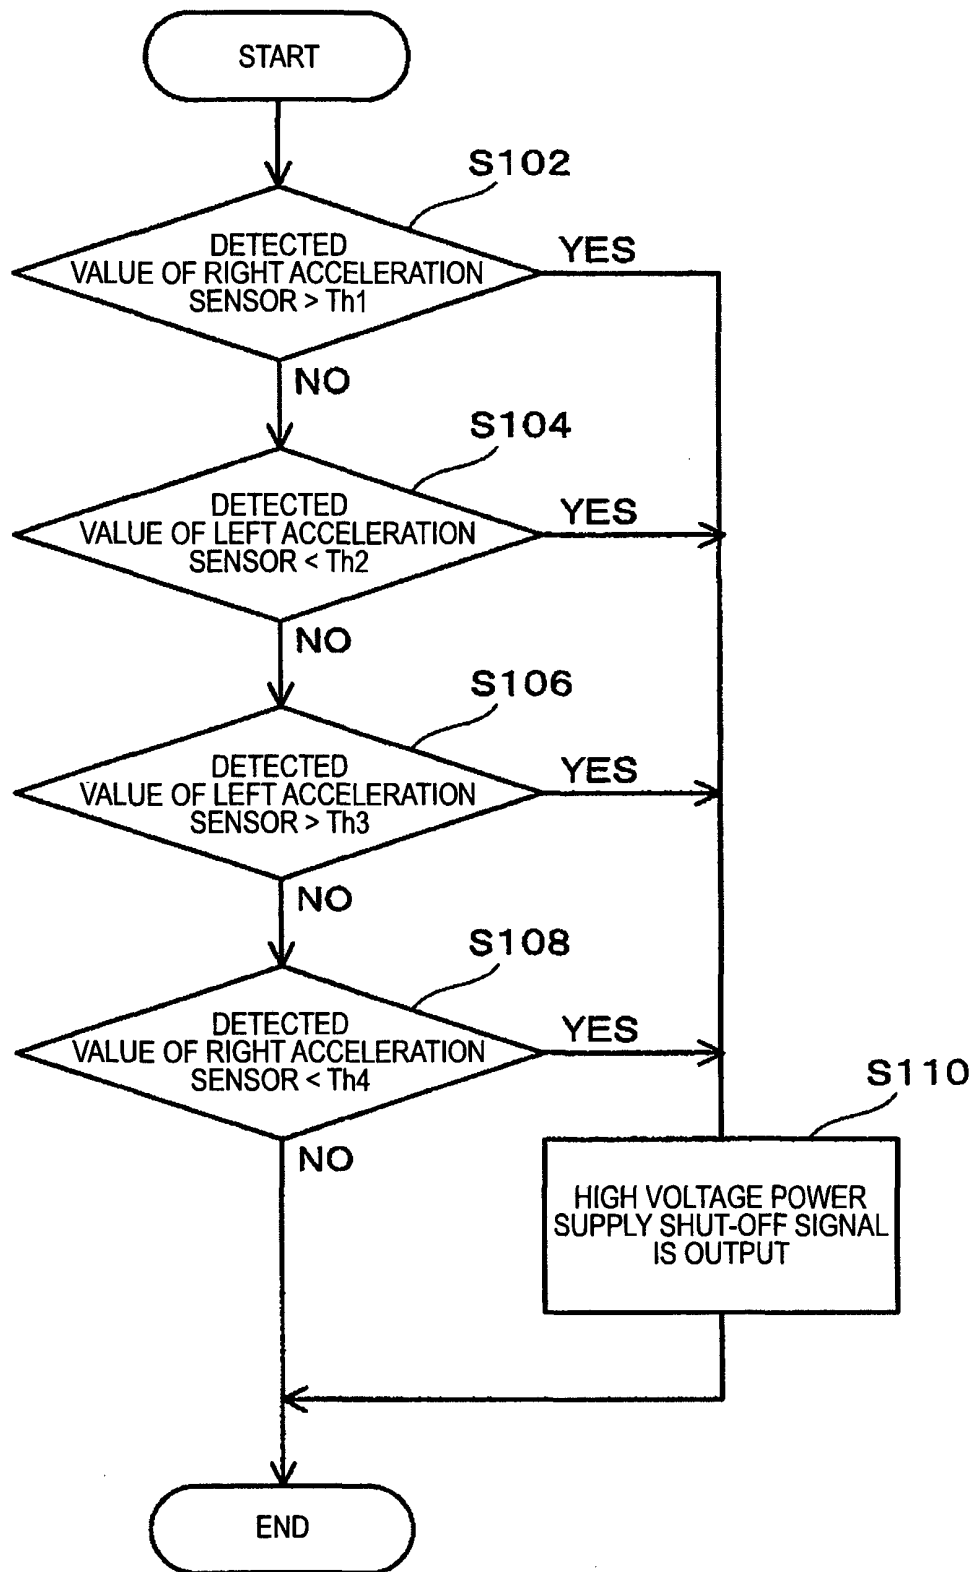 START
S102
DETECTED
VALUE OF RIGHT ACCELERATION
SENSOR > Th1
YES
NO
S104
DETECTED
VALUE OF LEFT ACCELERATION
SENSOR < Th2
YES
NO
S106
DETECTED
VALUE OF LEFT ACCELERATION
SENSOR > Th3
YES
NO
S108
DETECTED
VALUE OF RIGHT ACCELERATION
SENSOR < Th4
YES
NO
S110
HIGH VOLTAGE POWER
SUPPLY SHUT-OFF SIGNAL
IS OUTPUT
END